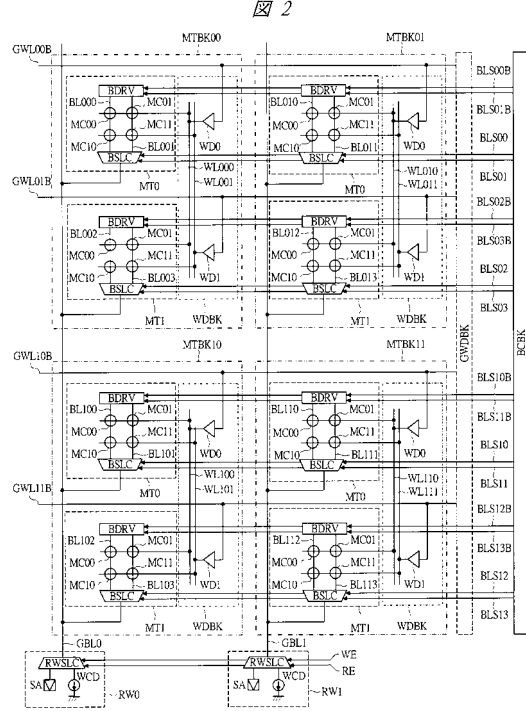 図 2
MTBK00 MTBK01
GWL00B
BLS00B
BDRV BDRV
BL000 MC01 BL010 MC01 BLS01B
MC00 MC11 WD0 MC00 MC11 WD0
MC10 BL001 MC10 BL011 BLS00
BSLC WL000 BSLC WL010
WL001 WL011
MT0 MT0 BLS01
GWL01B
BLS02B
BDRV BDRV
BL002 MC01 BL012 MC01 BLS03B
MC00 MC11 MC00 MC11
MC10 BL003 WD1 MC10 BL013 WD1 BLS02
BSLC BSLC
BLS03
MT1 WDBK MT1 WDBK
GWDBK BCBK
MTBK10 MTBK11
GWL10B
BLS10B
BDRV BDRV
BL100 MC01 BL110 MC01 BLS11B
MC00 MC11 WD0 MC00 MC11 WD0
MC10 BL101 MC10 BL111 BLS10
BSLC WL100 BSLC WL110
WL101 WL111
MT0 MT0 BLS11
GWL11B
BLS12B
BDRV BDRV
BL102 MC01 BL112 MC01 BLS13B
MC00 MC11 MC00 MC11
MC10 BL103 WD1 MC10 BL113 WD1 BLS12
BSLC BSLC
BLS13
MT1 WDBK MT1 WDBK
GBL0 GBL1
RWSLC RWSLC WE
RE
WCD WCD
SA RW0 SA RW1